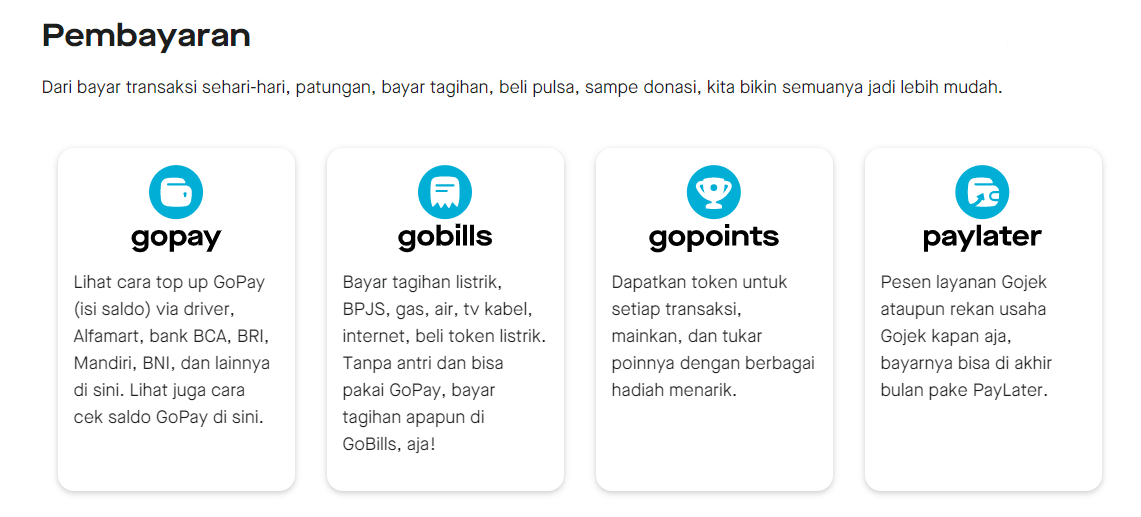 Pembayaran
Dari bayar transaksi sehari-hari, patungan, bayar tagihan, beli pulsa, sampe donasi, kita bikin semuanya jadi lebih mudah.
gopay
Lihat cara top up GoPay
(isi saldo) via driver,
Alfamart, bank BCA, BRI,
Mandiri, BNI, dan lainnya
di sini. Lihat juga cara
cek saldo GoPay di sini.
gobills
Bayar tagihan listrik,
BPJS, gas, air, tv kabel,
internet, beli token listrik.
Tanpa antri dan bisa
pakai GoPay, bayar
tagihan apapun di
GoBills, aja!
gopoints
Dapatkan token untuk
setiap transaksi,
mainkan, dan tukar
poinnya dengan berbagai
hadiah menarik.
paylater
Pesen layanan Gojek
ataupun rekan usaha
Gojek kapan aja,
bayarnya bisa di akhir
bulan pake PayLater.